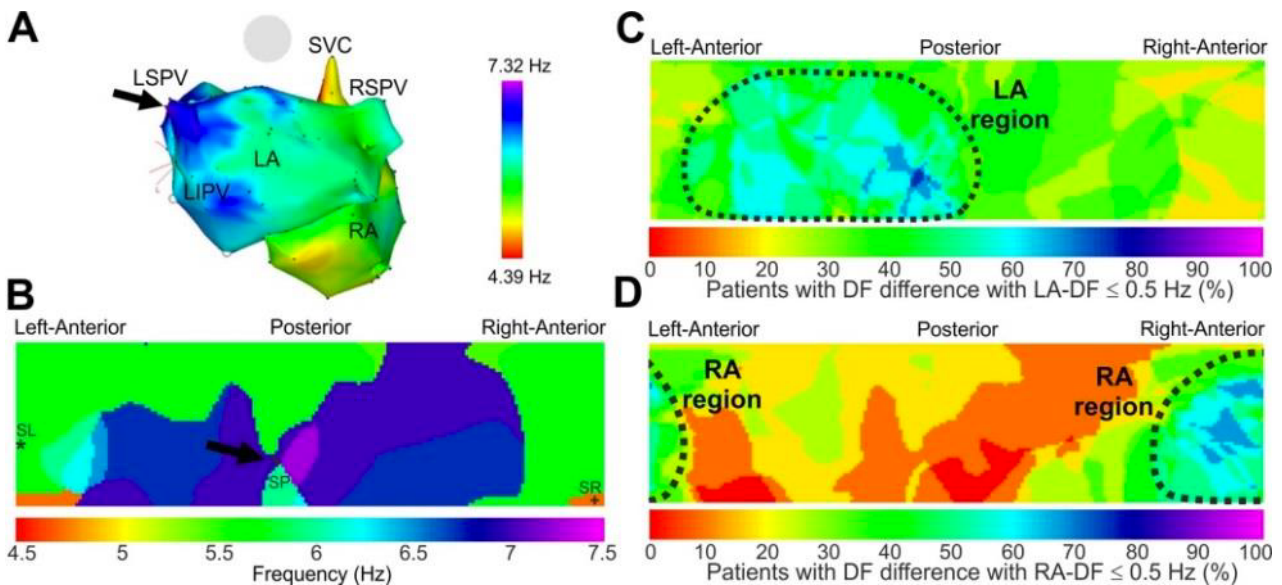 A
SVC
LSPV
RSPV
LA
LIPV
RA
7.32 Hz
4.39 Hz
B
Left-Anterior Posterior Right-Anterior
SL
*
SP
SR
+
4.5 5 5.5 6 6.5 7 7.5
Frequency (Hz)
C
Left-Anterior Posterior Right-Anterior
LA
region
0 10 20 30 40 50 60 70 80 90 100
Patients with DF difference with LA-DF ≤ 0.5 Hz (%)
D
Left-Anterior Posterior Right-Anterior
RA
region
RA
region
0 10 20 30 40 50 60 70 80 90 100
Patients with DF difference with RA-DF ≤ 0.5 Hz (%)